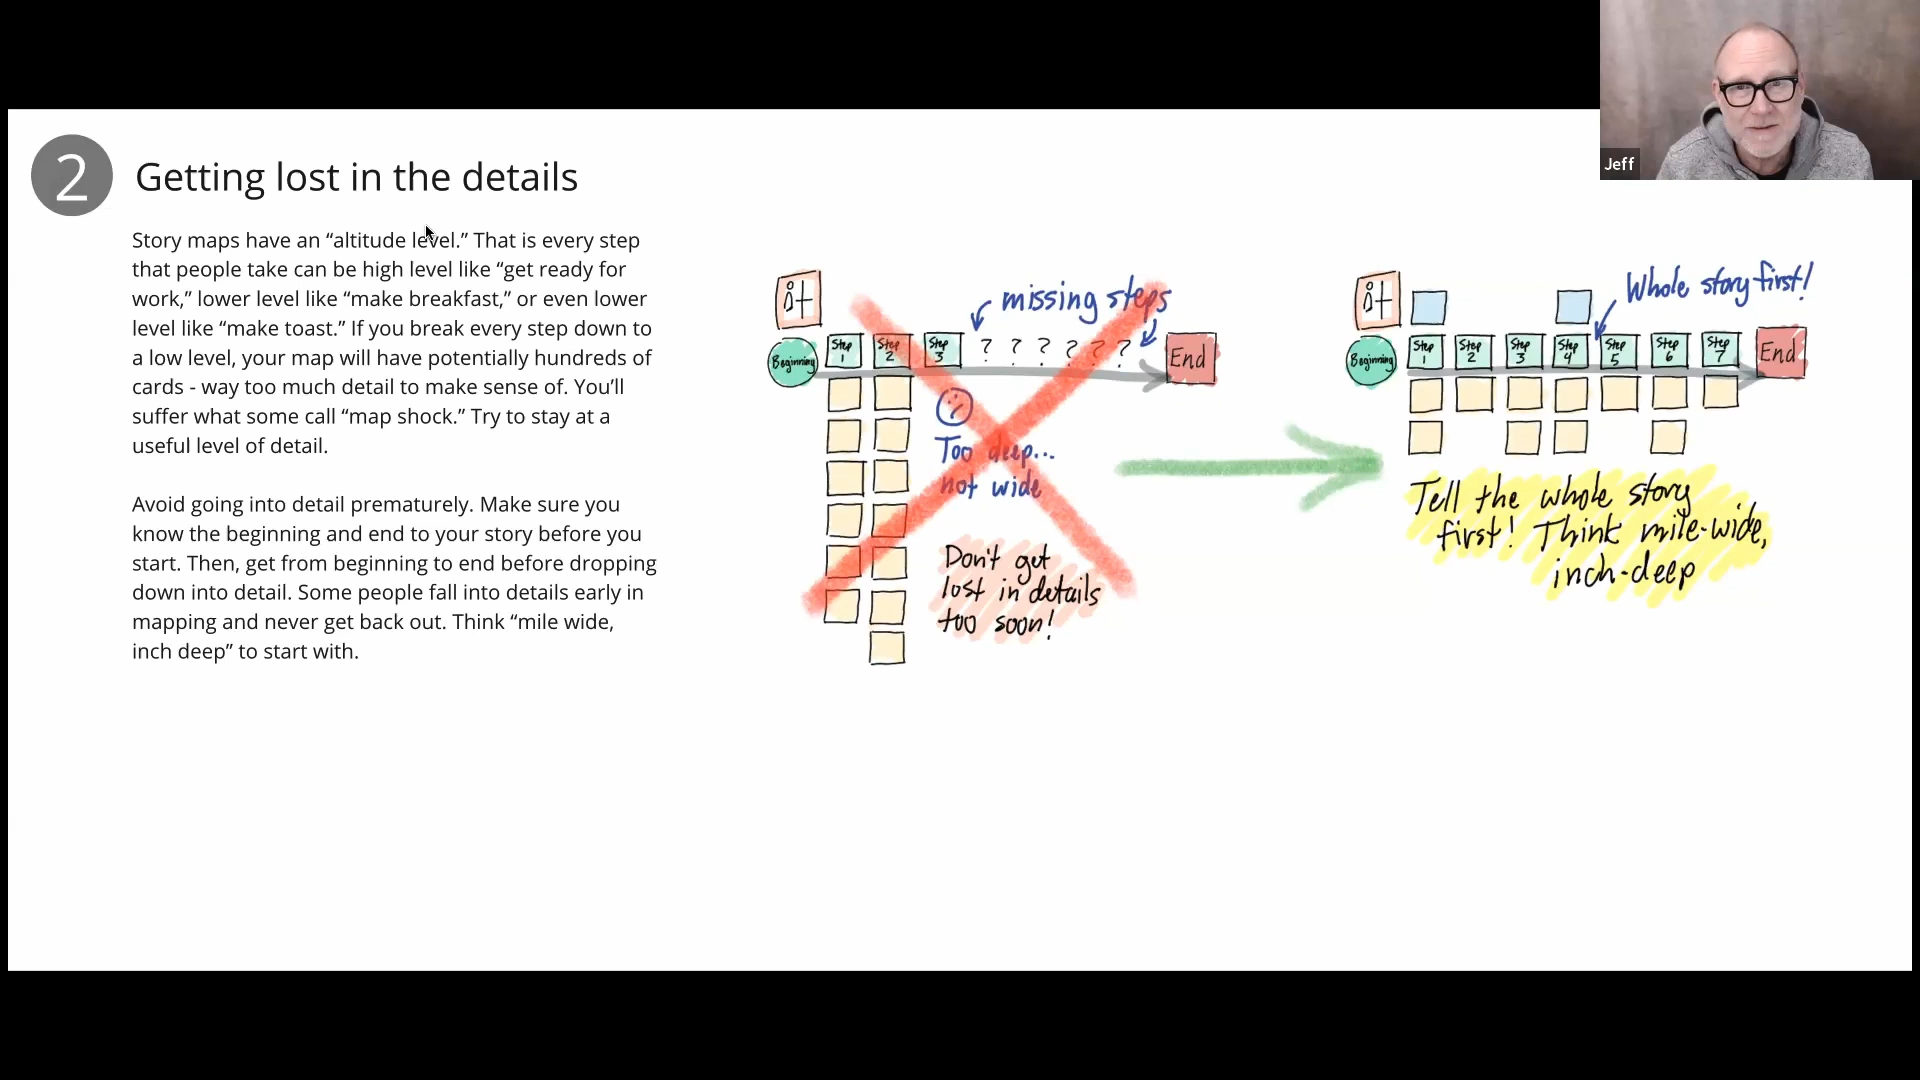 Jeff
2
Getting lost in the details
Story maps have an “altitude level.” That is every step
that people take can be high level like “get ready for
work,” lower level like “make breakfast,” or even lower
level like “make toast.” If you break every step down to
a low level, your map will have potentially hundreds of
cards - way too much detail to make sense of. You’ll
suffer what some call “map shock.” Try to stay at a
useful level of detail.
Avoid going into detail prematurely. Make sure you
know the beginning and end to your story before you
start. Then, get from beginning to end before dropping
down into detail. Some people fall into details early in
mapping and never get back out. Think “mile wide,
inch deep” to start with.
missing steps
Beginning
Step 1
Step 2
Step 3
? ? ? ? ? ?
End
Too deep...
not wide
Don't get
lost in details
too soon!
Whole story first!
Beginning
Step 1
Step 2
Step 3
Step 4
Step 5
Step 6
Step 7
End
Tell the whole story
first! Think mile-wide,
inch-deep